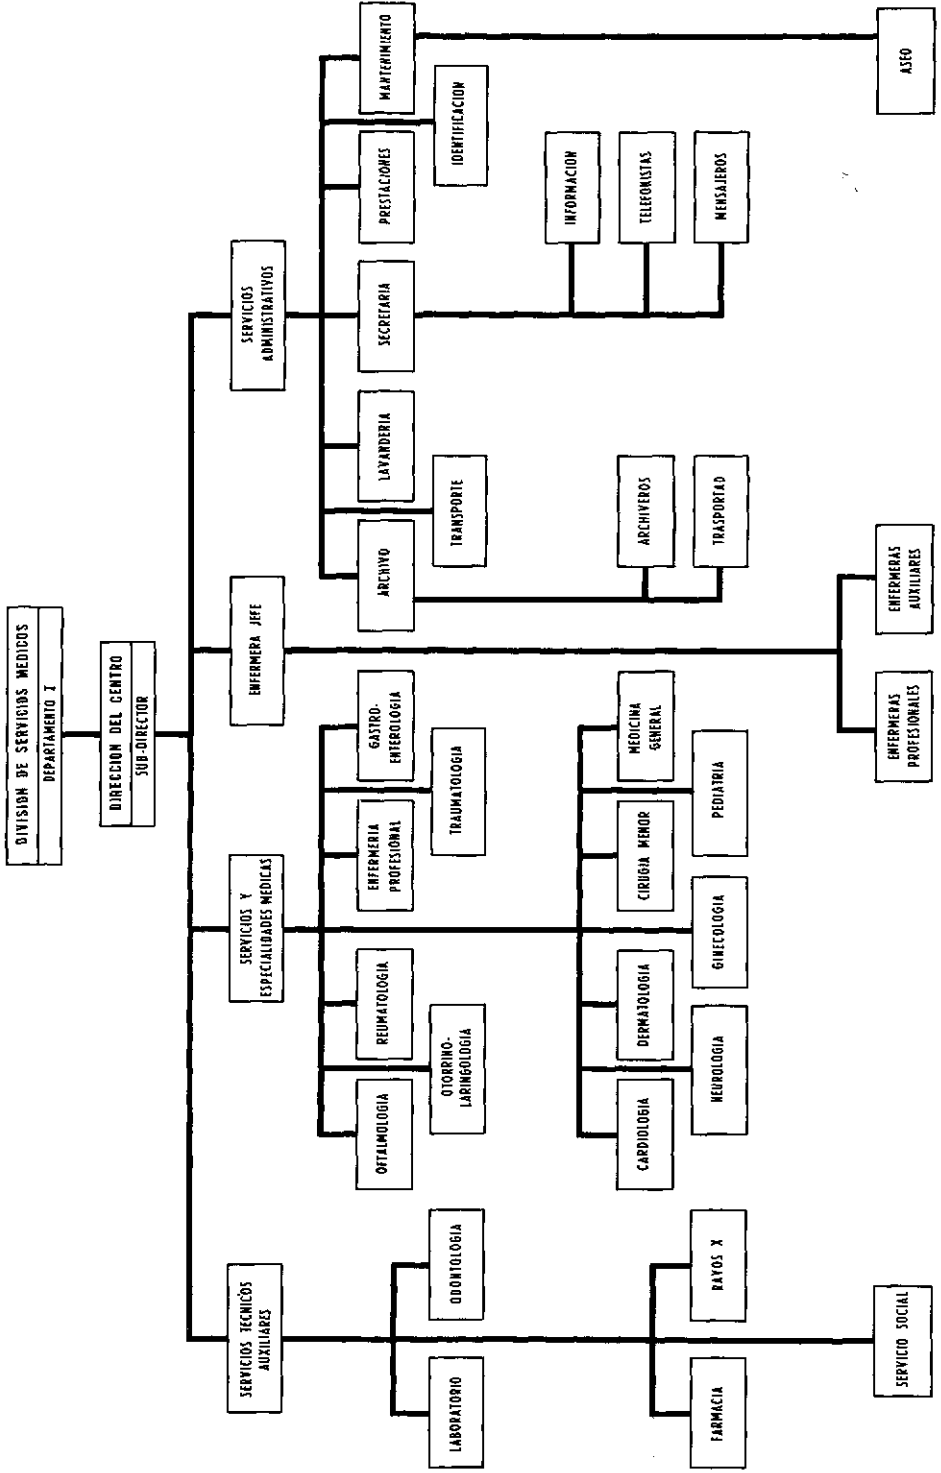 DIVISION DE SERVICIOS MEDICOS
DEPARTAMENTO I
DIRECCION DEL CENTRO
SUB-DIRECTOR
SERVICIOS TECNICOS
AUXILIARES
SERVICIOS Y
ESPECIALIDADES MEDICAS
ENFERMERA JEFE
SERVICIOS
ADMINISTRATIVOS
LABORATORIO
ODONTOLOGIA
FARMACIA
RAYOS X
SERVICIO SOCIAL
OFTALMOLOGIA
REUMATOLOGIA
ENFERMERIA
PROFESIONAL
GASTRO-
ENTEROLOGIA
OTORRINO-
LARINGOLOGIA
TRAUMATOLOGIA
CARDIOLOGIA
DERMATOLOGIA
CIRUGIA MENOR
MEDICINA
GENERAL
NEUROLOGIA
GINECOLOGIA
PEDIATRIA
ENFERMERAS
PROFESIONALES
ENFERMERAS
AUXILIARES
ARCHIVO
LAVANDERIA
SECRETARIA
PRESTACIONES
MANTENIMIENTO
TRANSPORTE
IDENTIFICACION
ARCHIVEROS
TRASPORTAD
INFORMACION
TELEFONISTAS
MENSAJEROS
ASEO